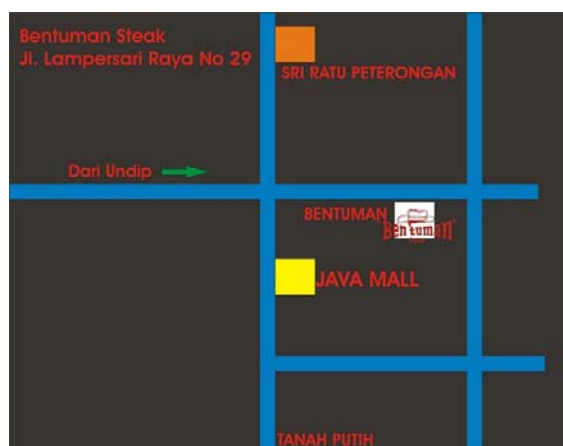 Bentuman Steak
Jl. Lampersari Raya No 29
SRI RATU PETERONGAN
Dari Undip
BENTUMAN
Bentuman
JAVA MALL
TANAH PUTIH